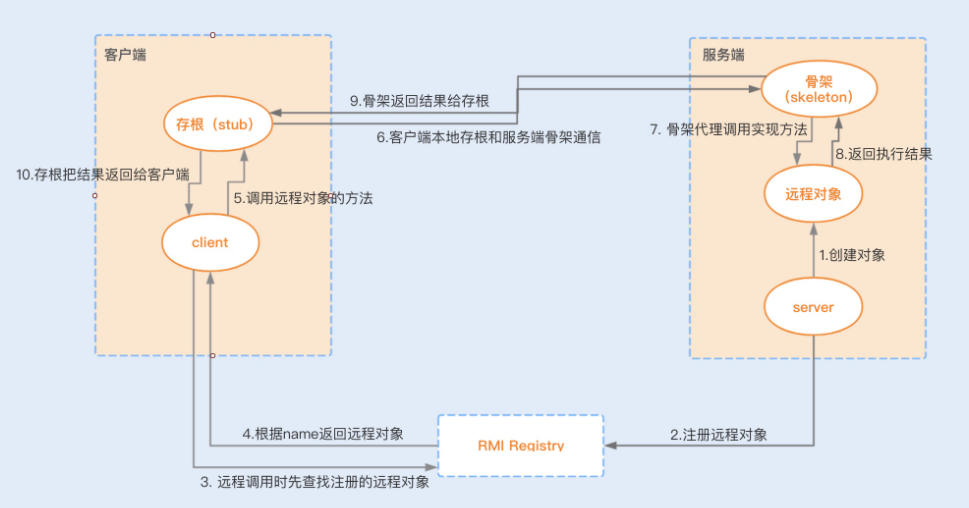 客户端
服务端
骨架
（skeleton）
9.骨架返回结果给存根
存根（stub）
6.客户端本地存根和服务端骨架通信
7. 骨架代理调用实现方法
8.返回执行结果
10.存根把结果返回给客户端
5.调用远程对象的方法
远程对象
client
1.创建对象
server
4.根据name返回远程对象
RMI Registry
2.注册远程对象
3. 远程调用时先查找注册的远程对象